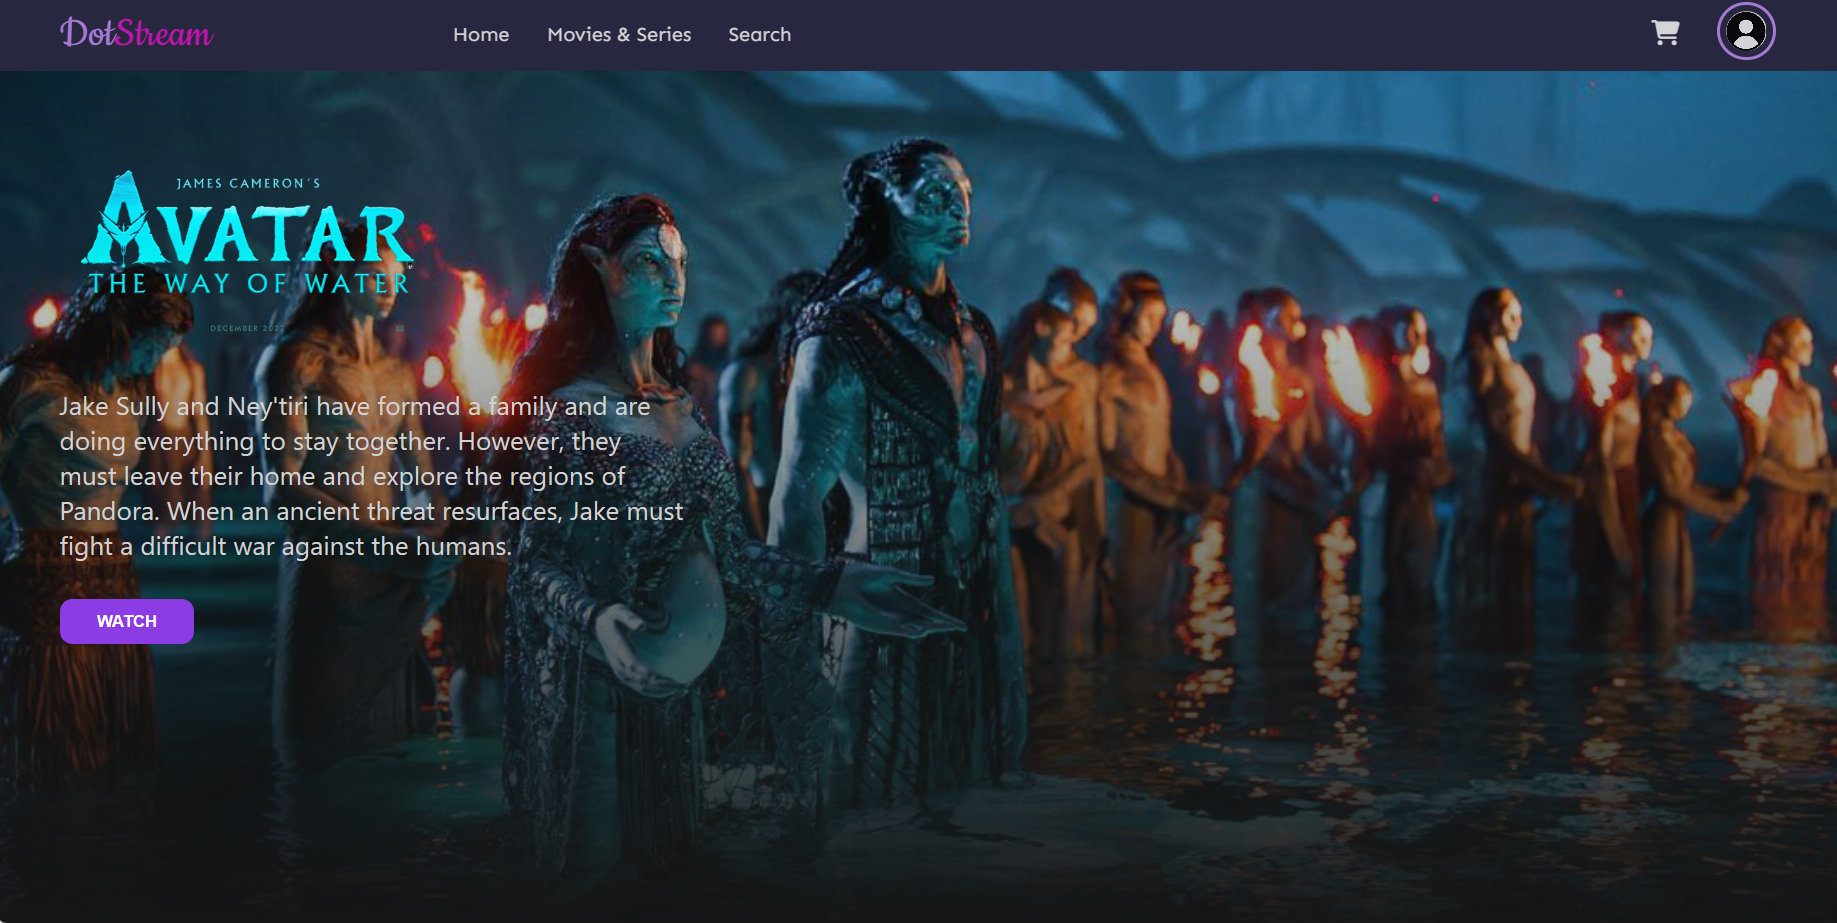 DotStream
Home
Movies & Series
Search
JAMES CAMERON'S
AVATAR
THE WAY OF WATER
DECEMBER 2022
Jake Sully and Ney'tiri have formed a family and are
doing everything to stay together. However, they
must leave their home and explore the regions of
Pandora. When an ancient threat resurfaces, Jake must
fight a difficult war against the humans.
WATCH